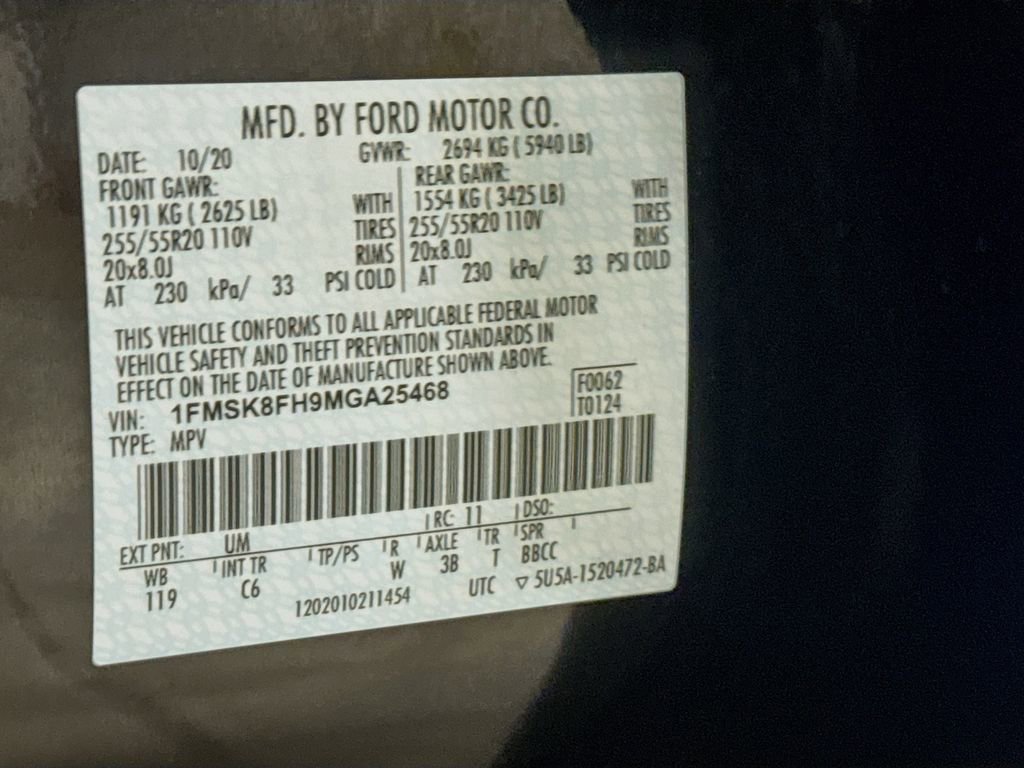 MFD. BY FORD MOTOR CO.
DATE: 10/20 GVWR: 2694 KG ( 5940 LB)
FRONT GAWR: REAR GAWR:
1191 KG ( 2625 LB) WITH 1554 KG ( 3425 LB) WITH
255/55R20 110V TIRES 255/55R20 110V TIRES
20x8.0J RIMS 20x8.0J RIMS
AT 230 kPa/ 33 PSI COLD AT 230 kPa/ 33 PSI COLD
THIS VEHICLE CONFORMS TO ALL APPLICABLE FEDERAL MOTOR
VEHICLE SAFETY AND THEFT PREVENTION STANDARDS IN
EFFECT ON THE DATE OF MANUFACTURE SHOWN ABOVE.
VIN: 1FMSK8FH9MGA25468 F0062
TYPE: MPV T0124
EXT PNT: UM RC: 11 DSO:
WB INT TR TP/PS R AXLE TR SPR
119 C6 W 3B T BBCC
1202010211454 UTC ▽ 5U5A-1520472-BA